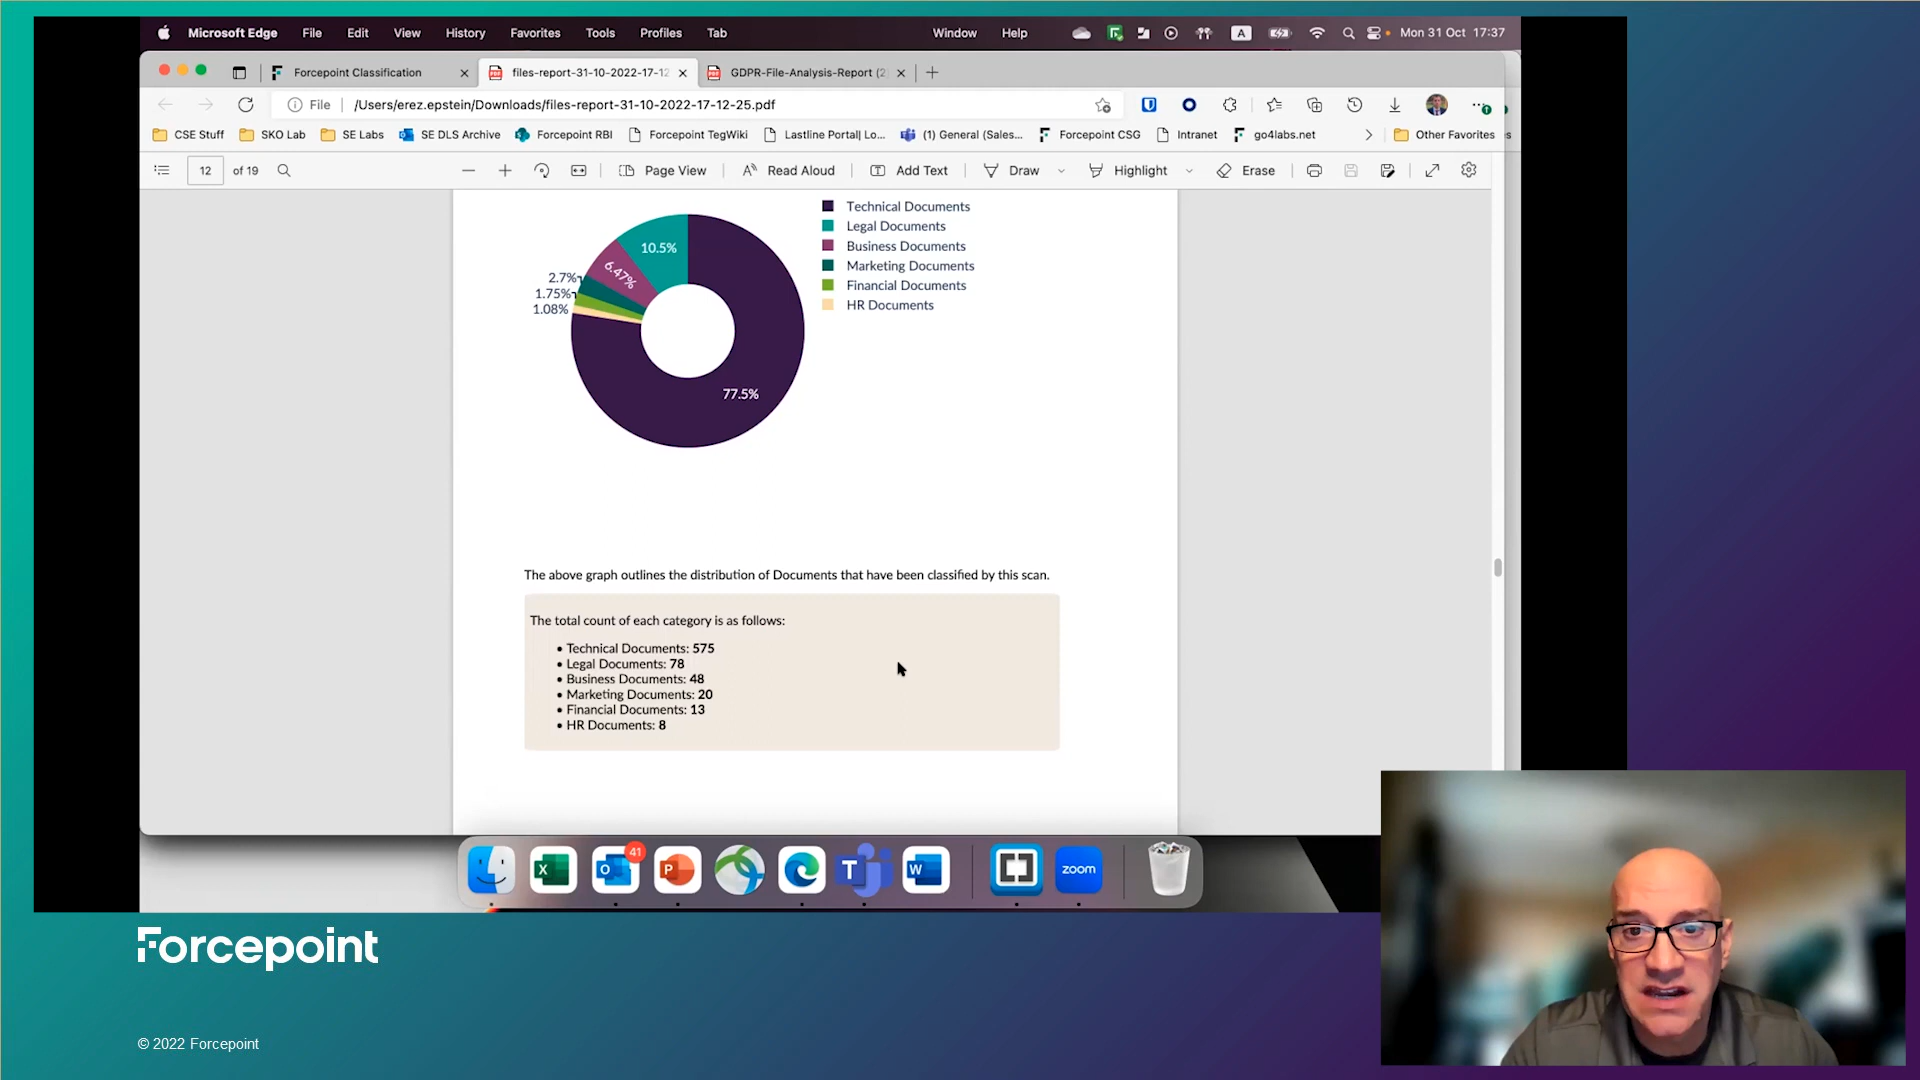 Microsoft Edge File Edit View History Favorites Tools Profiles Tab Window Help A Mon 31 Oct 17:37
Forcepoint Classification files-report-31-10-2022-17-12 GDPR-File-Analysis-Report (2)
File /Users/erez.epstein/Downloads/files-report-31-10-2022-17-12-25.pdf
CSE Stuff SKO Lab SE Labs SE DLS Archive Forcepoint RBI Forcepoint TegWiki Lastline Portal| Lo... (1) General (Sales... Forcepoint CSG Intranet go4labs.net Other Favorites
12 of 19 Page View Read Aloud Add Text Draw Highlight Erase
Technical Documents
Legal Documents
Business Documents
Marketing Documents
Financial Documents
HR Documents
10.5%
6.47%
2.7%
1.75%
1.08%
77.5%
The above graph outlines the distribution of Documents that have been classified by this scan.
The total count of each category is as follows:
• Technical Documents: 575
• Legal Documents: 78
• Business Documents: 48
• Marketing Documents: 20
• Financial Documents: 13
• HR Documents: 8
41
X O P T W zoom
Forcepoint
© 2022 Forcepoint